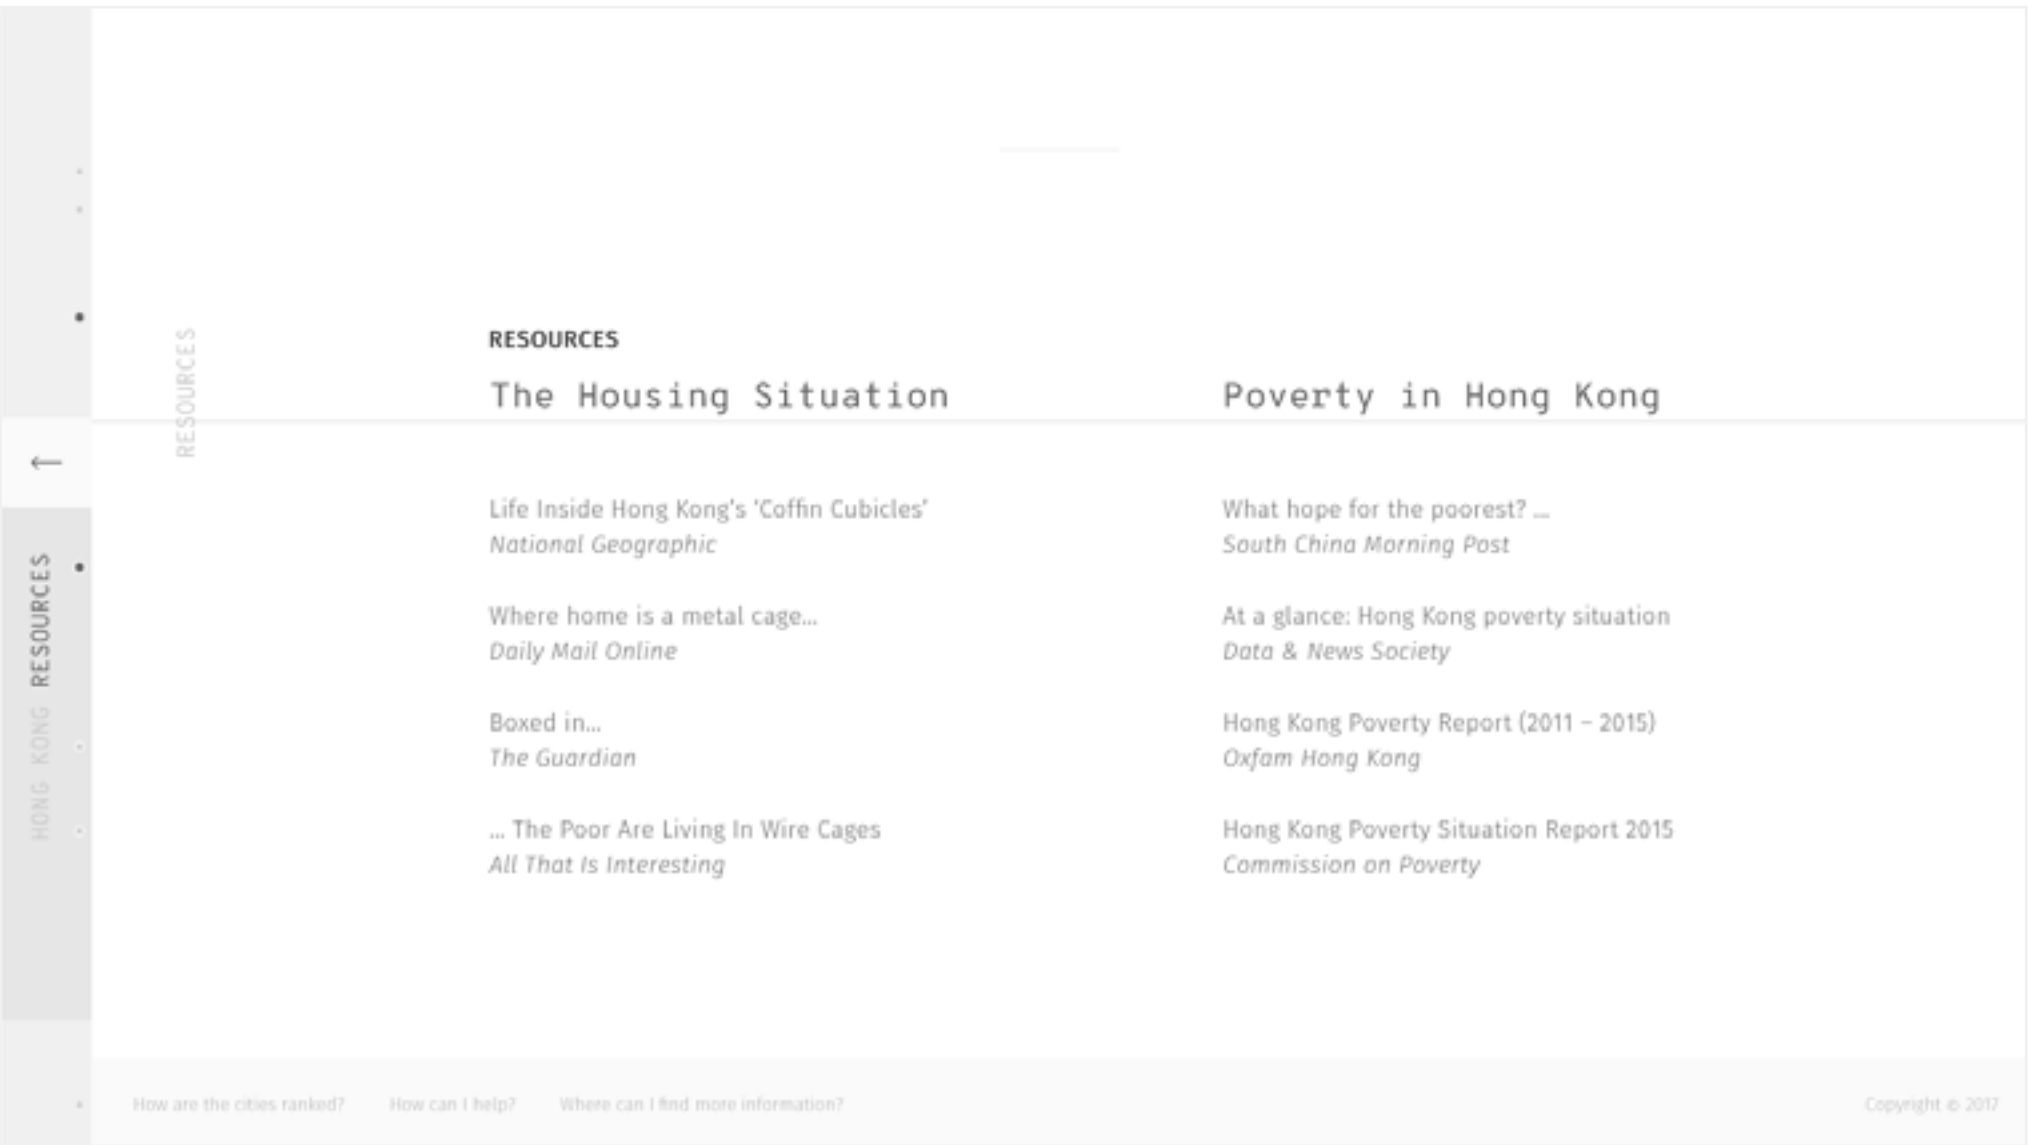 RESOURCES
HONG KONG RESOURCES
RESOURCES
The Housing Situation
Life Inside Hong Kong's 'Coffin Cubicles'
National Geographic
Where home is a metal cage...
Daily Mail Online
Boxed in...
The Guardian
... The Poor Are Living In Wire Cages
All That Is Interesting
Poverty in Hong Kong
What hope for the poorest? ...
South China Morning Post
At a glance: Hong Kong poverty situation
Data & News Society
Hong Kong Poverty Report (2011 – 2015)
Oxfam Hong Kong
Hong Kong Poverty Situation Report 2015
Commission on Poverty
How are the cities ranked?
How can I help?
Where can I find more information?
Copyright © 2017